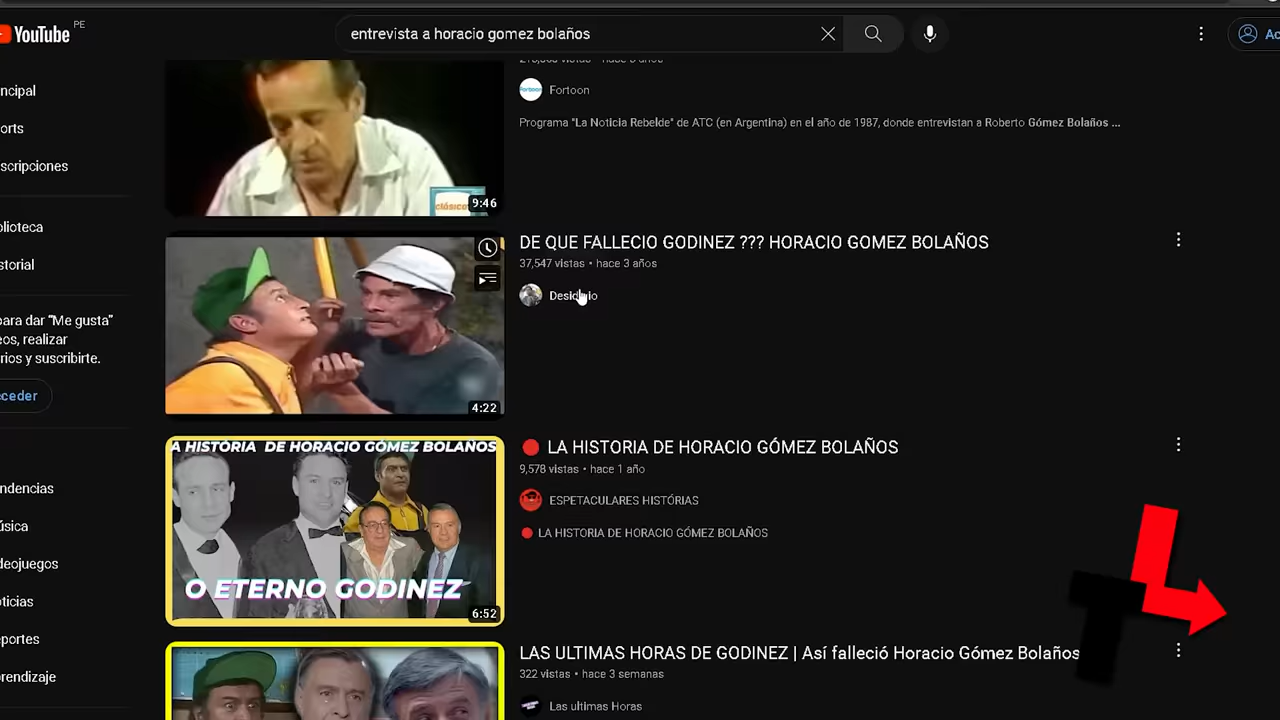 YouTube PE
entrevista a horacio gomez bolaños
Ac
ncipal
orts
scripciones
olioteca
storial
para dar "Me gusta"
eos, realizar
rios y suscribirte.
cceder
ndencias
úsica
deojuegos
ticias
portes
rendizaje
Fortoon
Programa "La Noticia Rebelde" de ATC (en Argentina) en el año de 1987, donde entrevistan a Roberto Gómez Bolaños ...
clásico
9:46
DE QUE FALLECIO GODINEZ ??? HORACIO GOMEZ BOLAÑOS
37,547 vistas • hace 3 años
4:22
A HISTÓRIA DE HORACIO GÓMEZ BOLAÑOS
O ETERNO GODINEZ
6:52
LA HISTORIA DE HORACIO GÓMEZ BOLAÑOS
9,578 vistas • hace 1 año
ESPETACULARES HISTÓRIAS
LA HISTORIA DE HORACIO GÓMEZ BOLAÑOS
LAS ULTIMAS HORAS DE GODINEZ | Así falleció Horacio Gómez Bolaños
322 vistas • hace 3 semanas
Las ultimas Horas